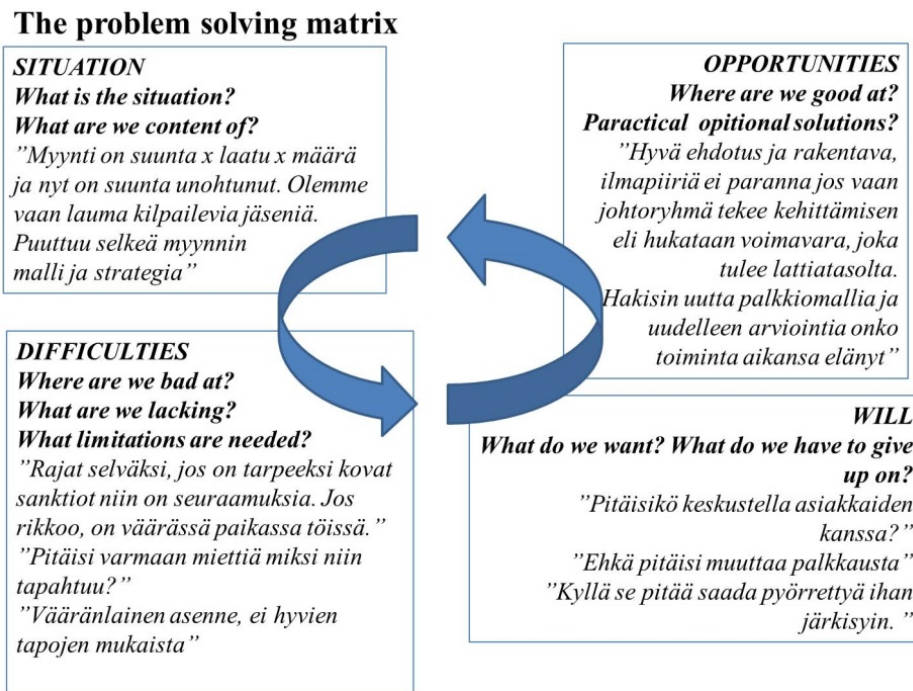 The problem solving matrix
SITUATION
What is the situation?
What are we content of?
”Myynti on suunta x laatu x määrä
ja nyt on suunta unohtunut. Olemme
vaan lauma kilpailevia jäseniä.
Puuttuu selkeä myynnin
malli ja strategia”
OPPORTUNITIES
Where are we good at?
Paractical opitional solutions?
”Hyvä ehdotus ja rakentava,
ilmapiiriä ei paranna jos vaan
johtoryhmä tekee kehittämisen
eli hukataan voimavara, joka
tulee lattiatasolta.
Hakisin uutta palkkiomallia ja
uudelleen arviointia onko
toiminta aikansa elänyt”
DIFFICULTIES
Where are we bad at?
What are we lacking?
What limitations are needed?
”Rajat selväksi, jos on tarpeeksi kovat
sanktiot niin on seuraamuksia. Jos
rikkoo, on väärässä paikassa töissä.”
”Pitäisi varmaan miettiä miksi niin
tapahtuu?”
”Vääränlainen asenne, ei hyvien
tapojen mukaista”
WILL
What do we want? What do we have to give
up on?
”Pitäisikö keskustella asiakkaiden
kanssa?”
”Ehkä pitäisi muuttaa palkkausta”
”Kyllä se pitää saada pyörrettyä ihan
järkisyin. ”